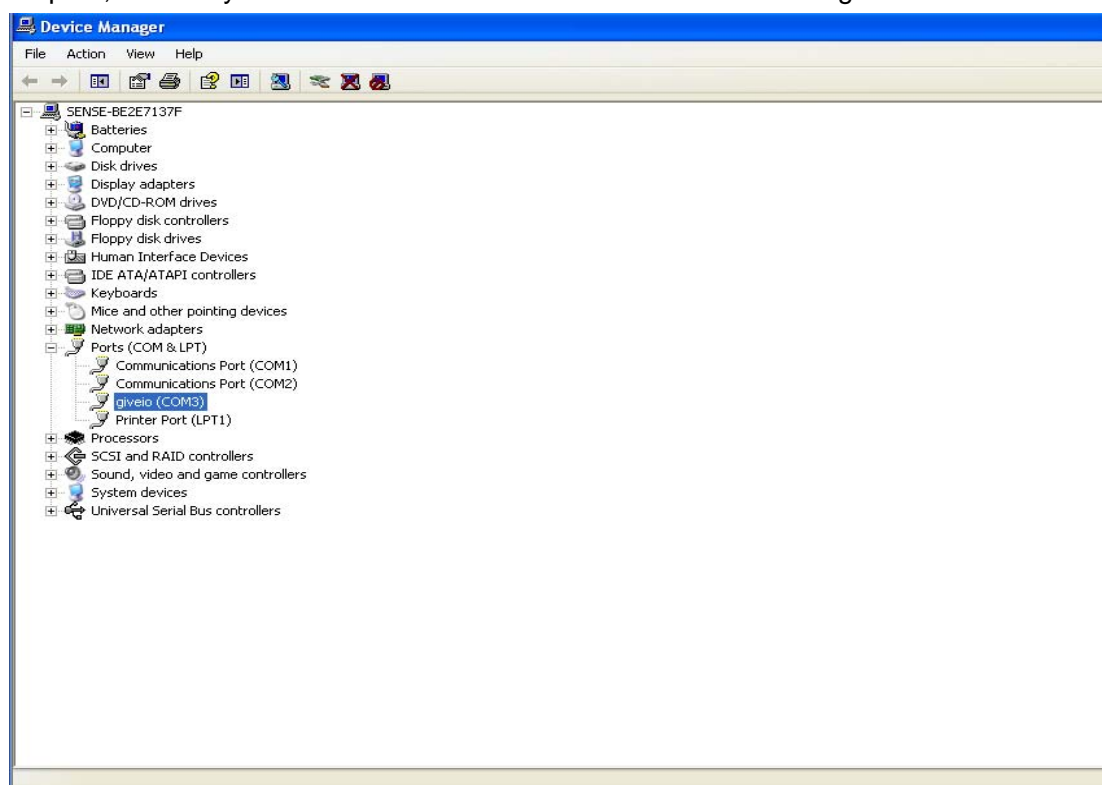 Device Manager
File Action View Help
SENSE-BE2E7137F
Batteries
Computer
Disk drives
Display adapters
DVD/CD-ROM drives
Floppy disk controllers
Floppy disk drives
Human Interface Devices
IDE ATA/ATAPI controllers
Keyboards
Mice and other pointing devices
Network adapters
Ports (COM & LPT)
Communications Port (COM1)
Communications Port (COM2)
giveio (COM3)
Printer Port (LPT1)
Processors
SCSI and RAID controllers
Sound, video and game controllers
System devices
Universal Serial Bus controllers